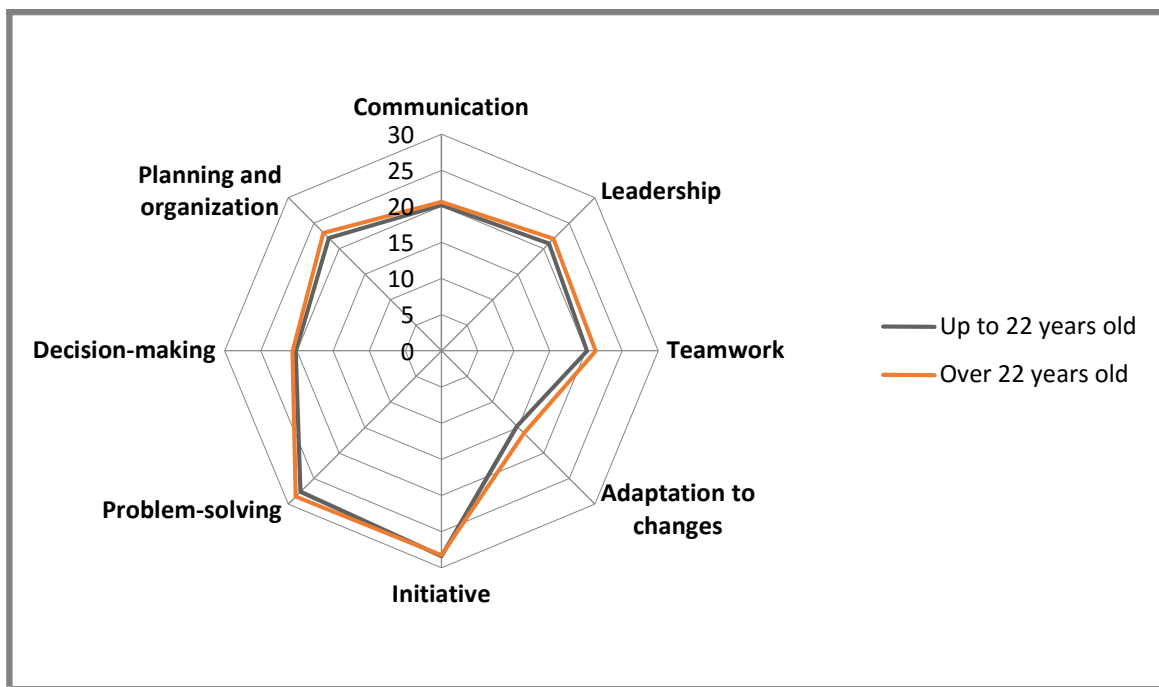 Communication
30
25
20
15
10
5
0
Planning and
organization
Leadership
Decision-making
Teamwork
Problem-solving
Adaptation to
changes
Initiative
Up to 22 years old
Over 22 years old